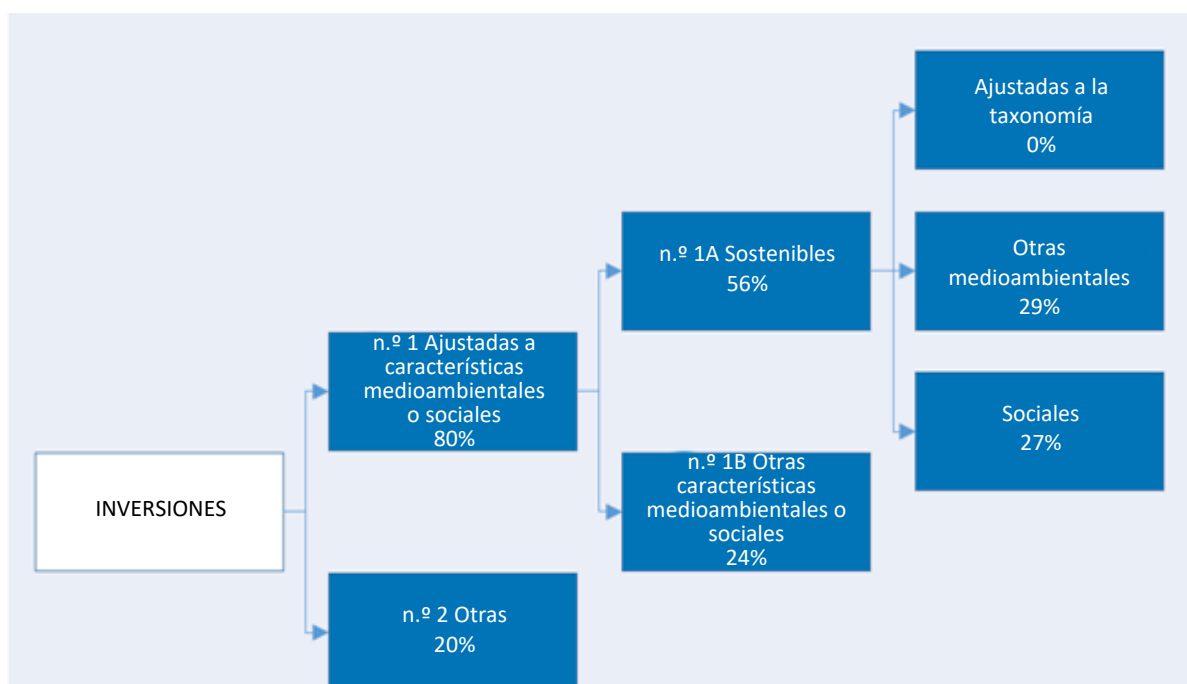 INVERSIONES
n.º 1 Ajustadas a
características
medioambientales
o sociales
80%
n.º 2 Otras
20%
n.º 1A Sostenibles
56%
n.º 1B Otras
características
medioambientales o
sociales
24%
Ajustadas a la
taxonomía
0%
Otras
medioambientales
29%
Sociales
27%